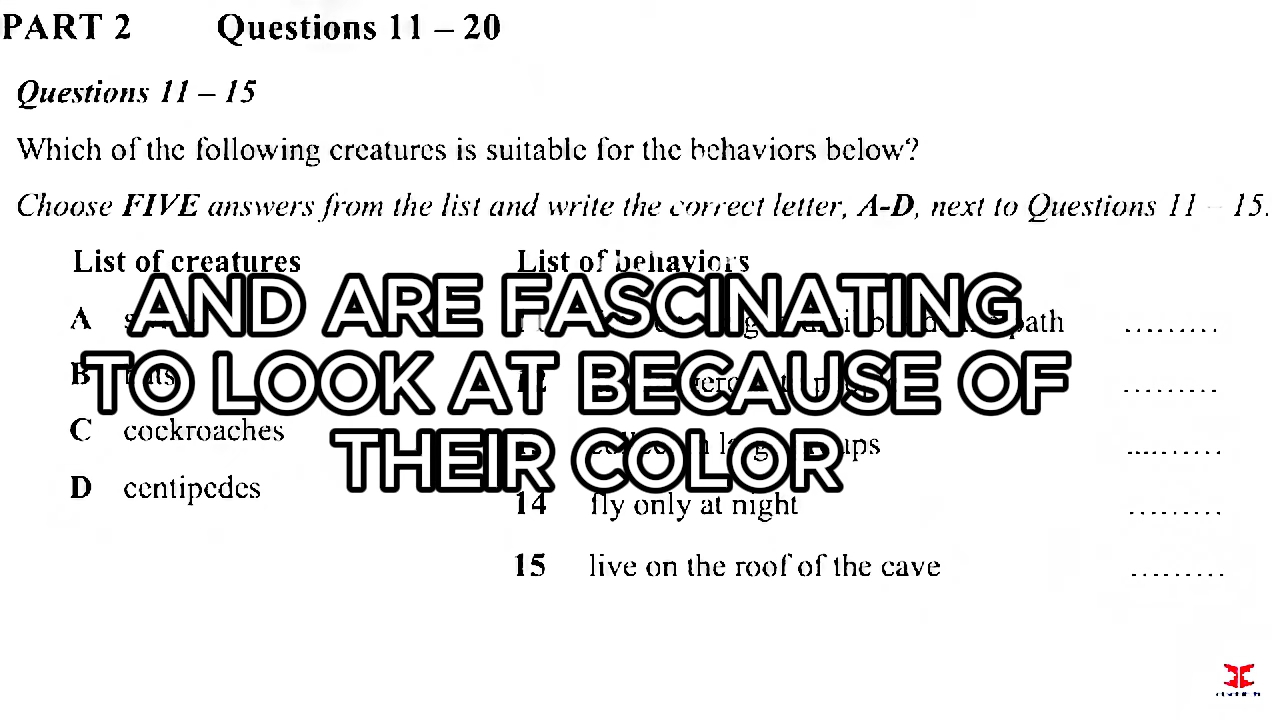 PART 2 Questions 11 – 20
Questions 11 – 15
Which of the following creatures is suitable for the behaviors below?
Choose FIVE answers from the list and write the correct letter, A-D, next to Questions 11 – 15.
List of creatures List of behaviors
AND ARE FASCINATING
TO LOOK AT BECAUSE OF
THEIR COLOR
A path .........
B .........
C cockroaches .........
D centipedes
14 fly only at night .........
15 live on the roof of the cave .........